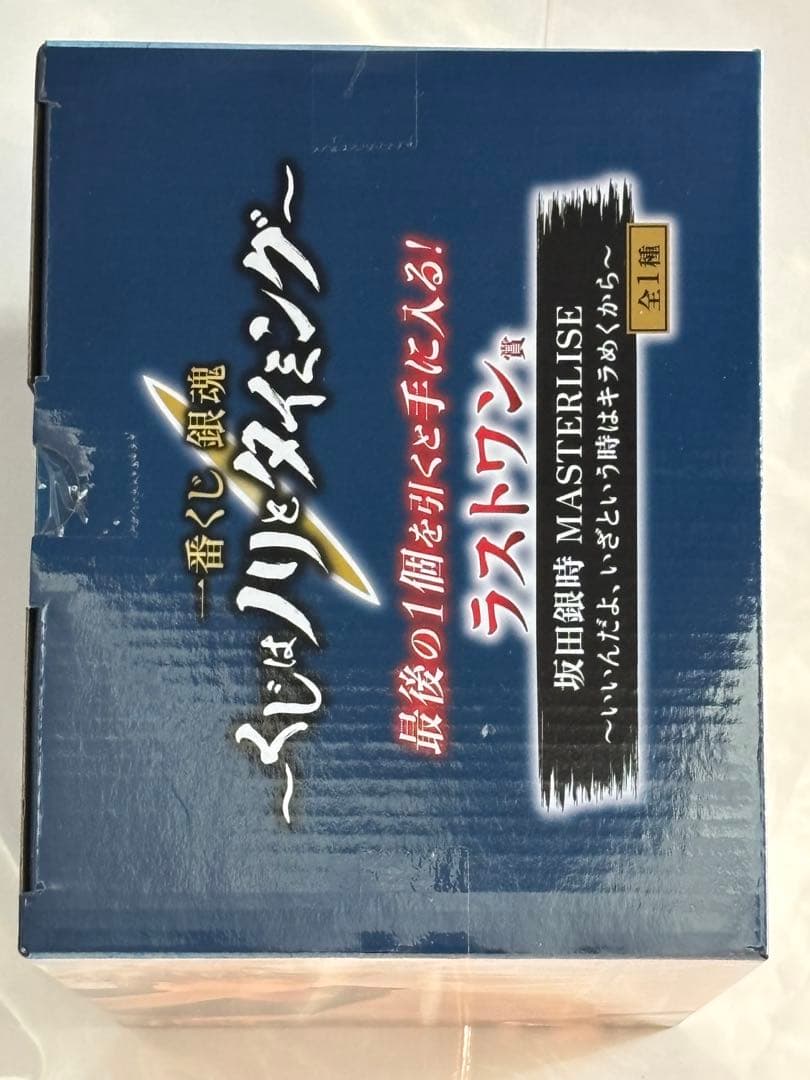 一番くじ 銀魂
～くじはノリとタイミング～
最後の1個を引くと手に入る!
ラストワン賞
坂田銀時 MASTERLISE
～いいんだよ、いざという時はキラめくから～
全1種